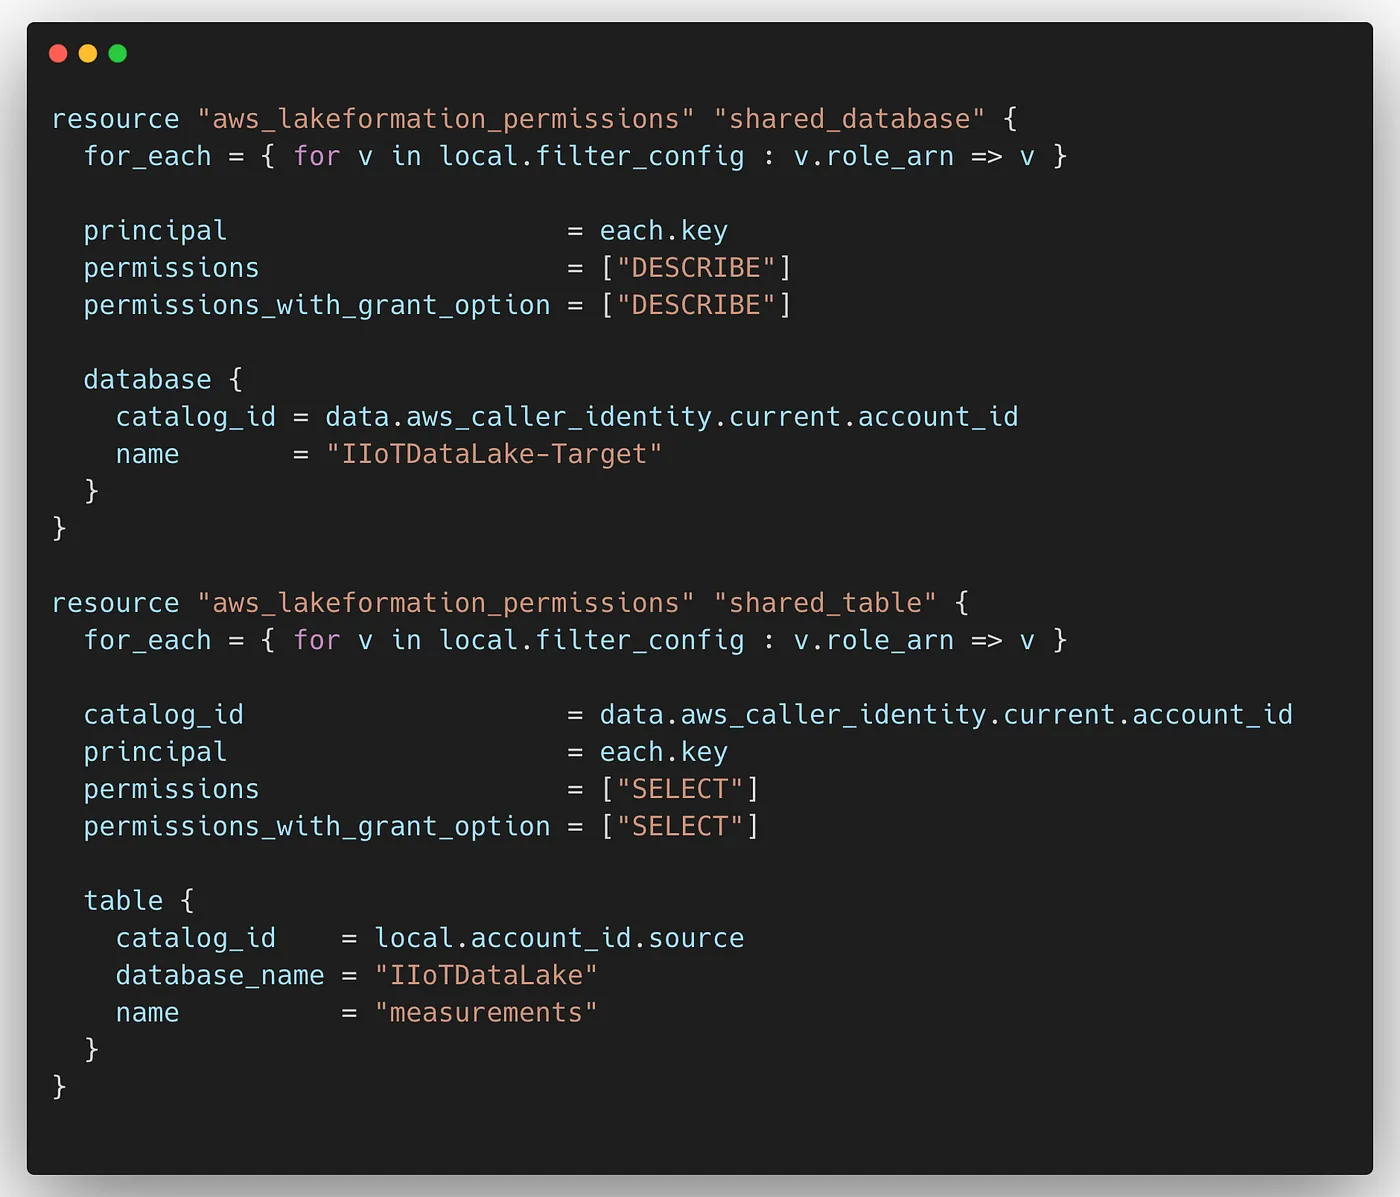 resource "aws_lakeformation_permissions" "shared_database" {
  for_each = { for v in local.filter_config : v.role_arn => v }

  principal                     = each.key
  permissions                   = ["DESCRIBE"]
  permissions_with_grant_option = ["DESCRIBE"]

  database {
    catalog_id = data.aws_caller_identity.current.account_id
    name       = "IIoTDataLake-Target"
  }
}

resource "aws_lakeformation_permissions" "shared_table" {
  for_each = { for v in local.filter_config : v.role_arn => v }

  catalog_id                    = data.aws_caller_identity.current.account_id
  principal                     = each.key
  permissions                   = ["SELECT"]
  permissions_with_grant_option = ["SELECT"]

  table {
    catalog_id    = local.account_id.source
    database_name = "IIoTDataLake"
    name          = "measurements"
  }
}